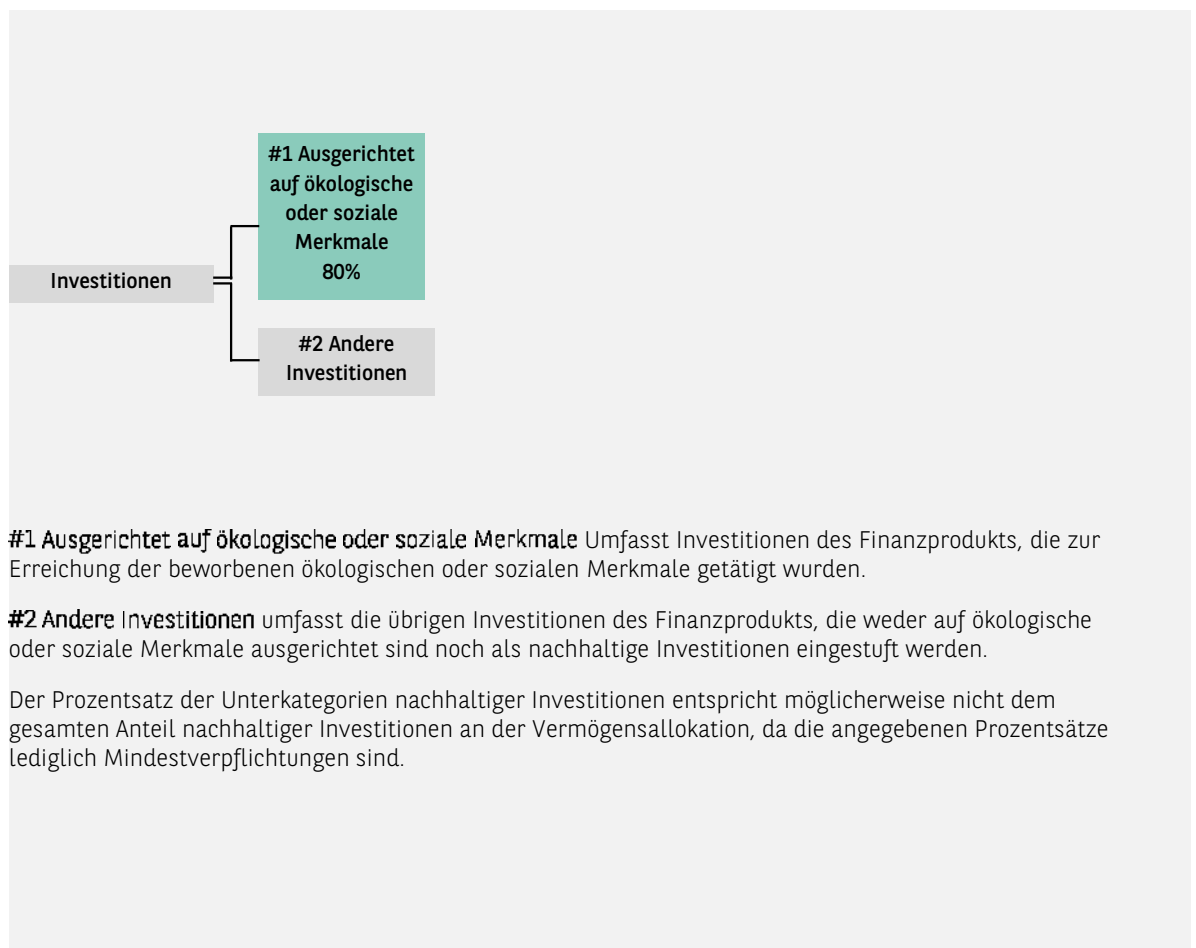 #1 Ausgerichtet
auf ökologische
oder soziale
Merkmale
80%
Investitionen
#2 Andere
Investitionen
#1 Ausgerichtet auf ökologische oder soziale Merkmale Umfasst Investitionen des Finanzprodukts, die zur
Erreichung der beworbenen ökologischen oder sozialen Merkmale getätigt wurden.
#2 Andere Investitionen umfasst die übrigen Investitionen des Finanzprodukts, die weder auf ökologische
oder soziale Merkmale ausgerichtet sind noch als nachhaltige Investitionen eingestuft werden.
Der Prozentsatz der Unterkategorien nachhaltiger Investitionen entspricht möglicherweise nicht dem
gesamten Anteil nachhaltiger Investitionen an der Vermögensallokation, da die angegebenen Prozentsätze
lediglich Mindestverpflichtungen sind.